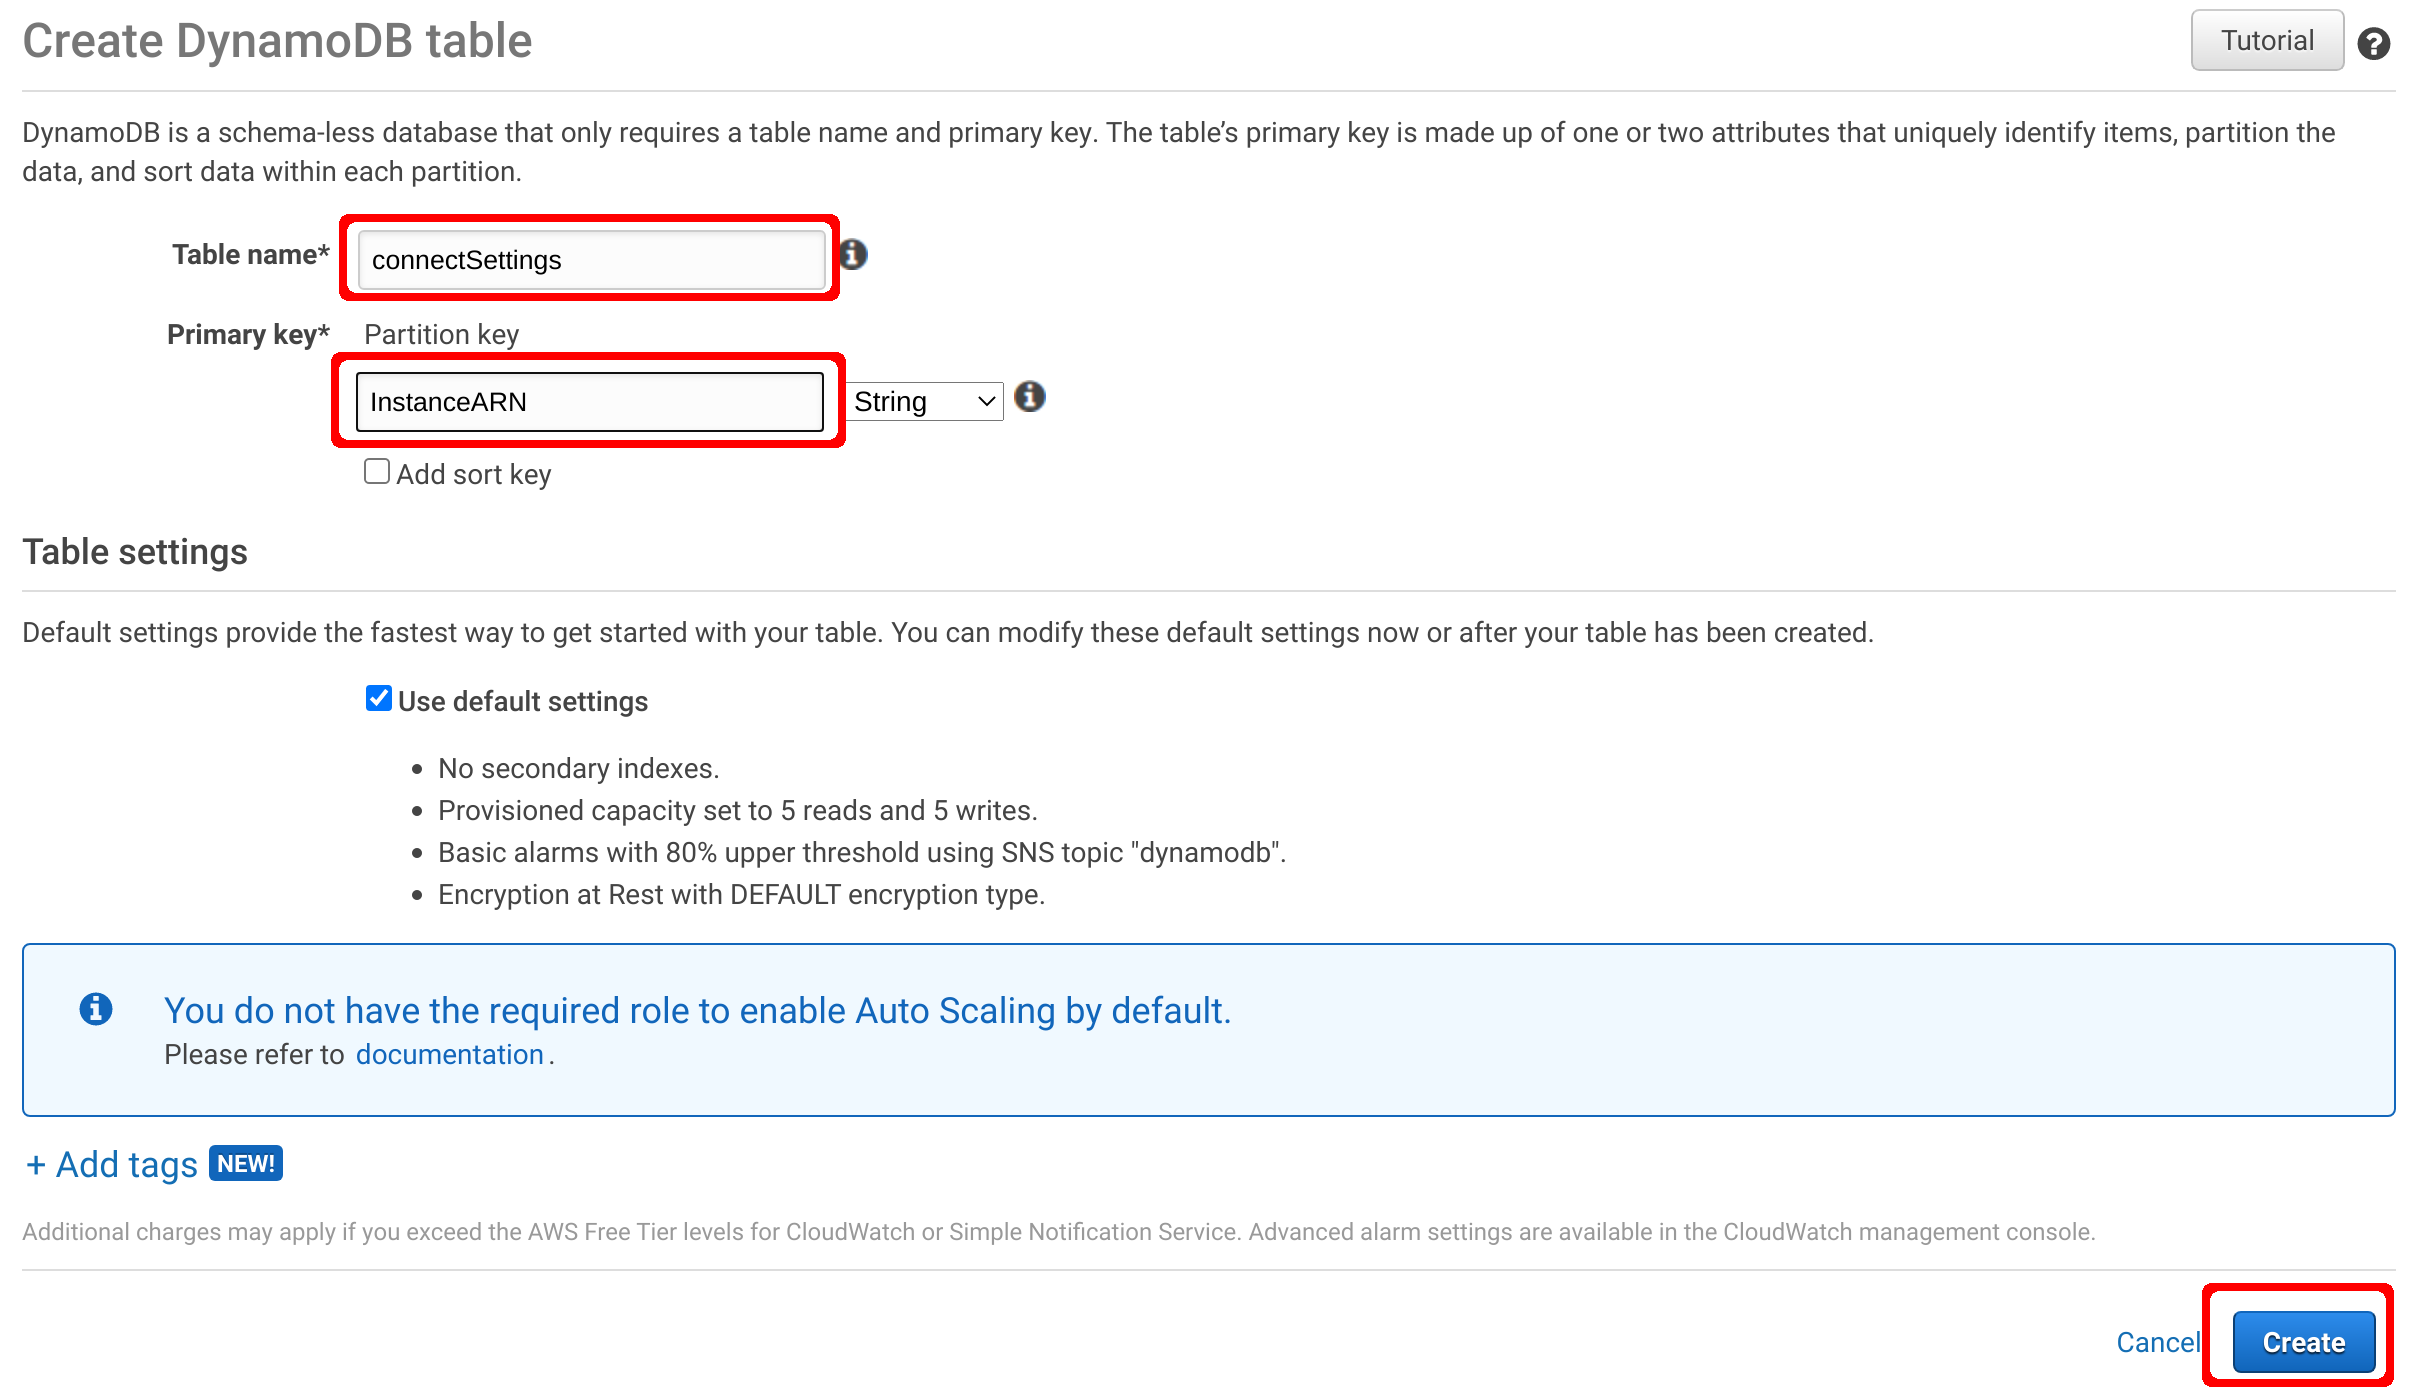 Create DynamoDB table
Tutorial
DynamoDB is a schema-less database that only requires a table name and primary key. The table’s primary key is made up of one or two attributes that uniquely identify items, partition the
data, and sort data within each partition.
Table name* connectSettings
Primary key* Partition key
InstanceARN String
Add sort key
Table settings
Default settings provide the fastest way to get started with your table. You can modify these default settings now or after your table has been created.
Use default settings
• No secondary indexes.
• Provisioned capacity set to 5 reads and 5 writes.
• Basic alarms with 80% upper threshold using SNS topic "dynamodb".
• Encryption at Rest with DEFAULT encryption type.
You do not have the required role to enable Auto Scaling by default.
Please refer to documentation.
+ Add tags NEW!
Additional charges may apply if you exceed the AWS Free Tier levels for CloudWatch or Simple Notification Service. Advanced alarm settings are available in the CloudWatch management console.
Cancel Create